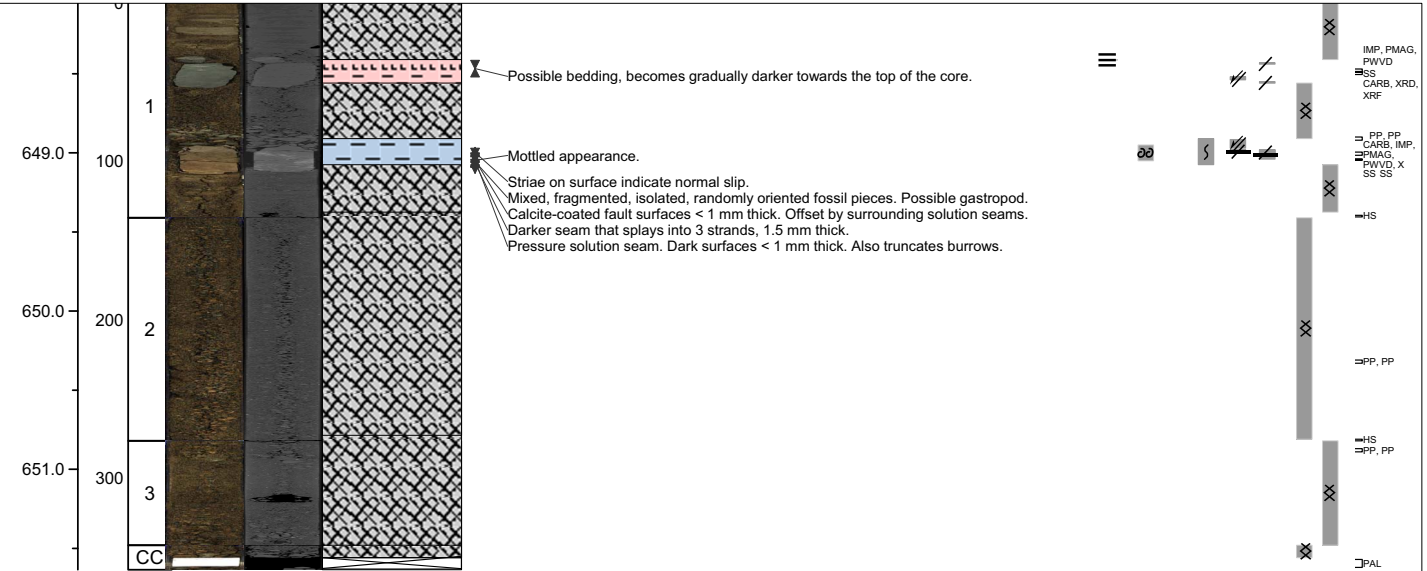 0
IMP, PMAG,
PWVD
SS
CARB, XRD,
XRF
Possible bedding, becomes gradually darker towards the top of the core.
1
PP, PP
CARB, IMP,
PMAG,
PWVD, X
SS SS
649.0
100
Mottled appearance.
Striae on surface indicate normal slip.
Mixed, fragmented, isolated, randomly oriented fossil pieces. Possible gastropod.
Calcite-coated fault surfaces < 1 mm thick. Offset by surrounding solution seams.
Darker seam that splays into 3 strands, 1.5 mm thick.
Pressure solution seam. Dark surfaces < 1 mm thick. Also truncates burrows.
HS
650.0
200
2
PP, PP
HS
PP, PP
651.0
300
3
CC
PAL